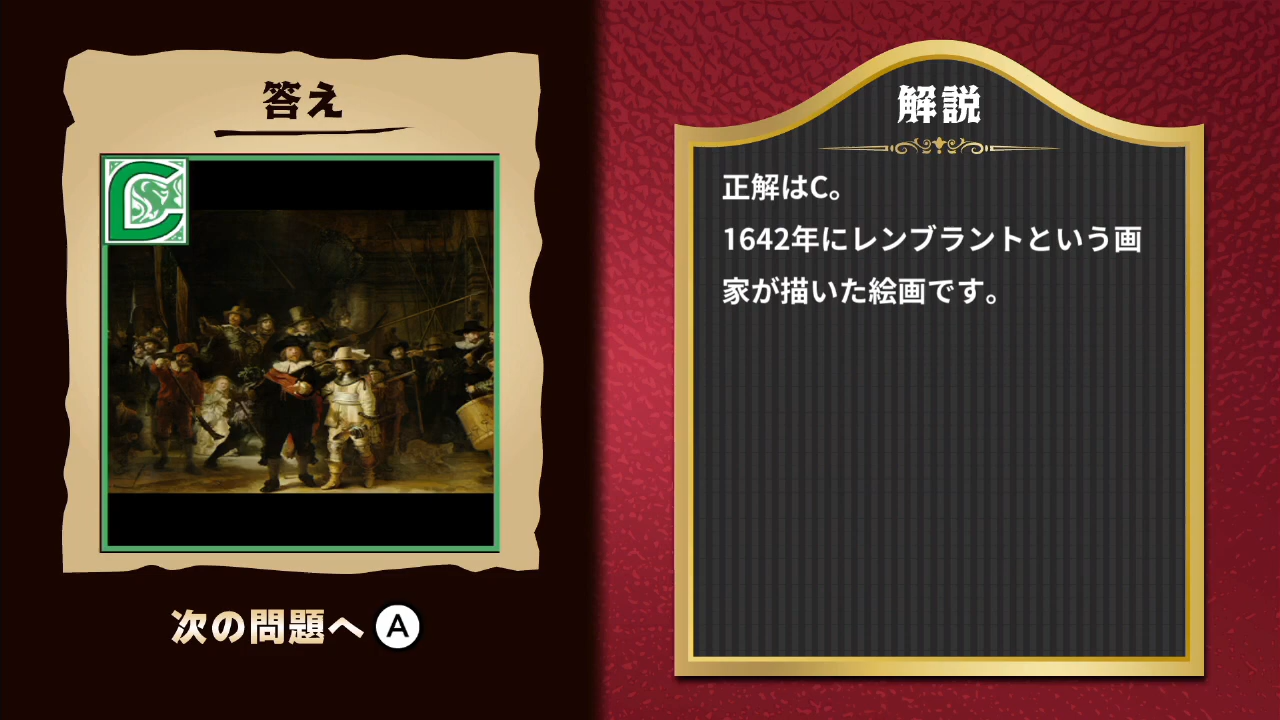 答え
C
次の問題へ A
解説
正解はC。
1642年にレンブラントという画
家が描いた絵画です。